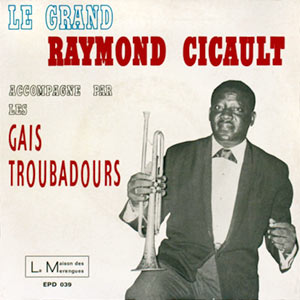 LE GRAND
RAYMOND CICAULT
ACCOMPAGNE PAR
LES
GAIS
TROUBADOURS
La Maison des
Merengues
EPD 039